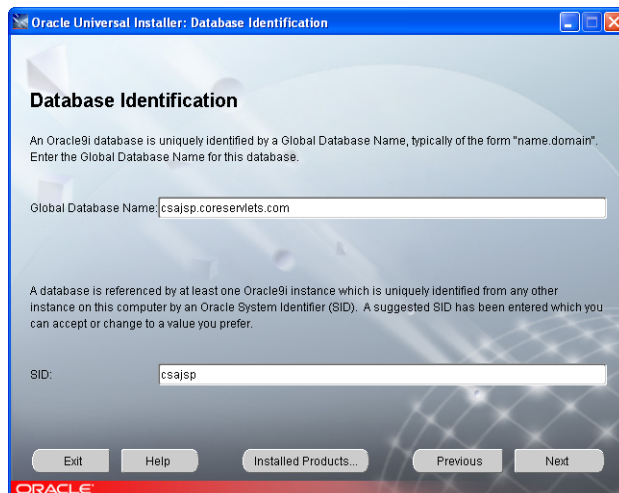 Oracle Universal Installer: Database Identification
Database Identification
An Oracle9i database is uniquely identified by a Global Database Name, typically of the form "name.domain".
Enter the Global Database Name for this database.
Global Database Name: csajsp.coreservlets.com
A database is referenced by at least one Oracle9i instance which is uniquely identified from any other
instance on this computer by an Oracle System Identifier (SID). A suggested SID has been entered which you
can accept or change to a value you prefer.
SID: csajsp
Exit Help Installed Products... Previous Next
ORACLE